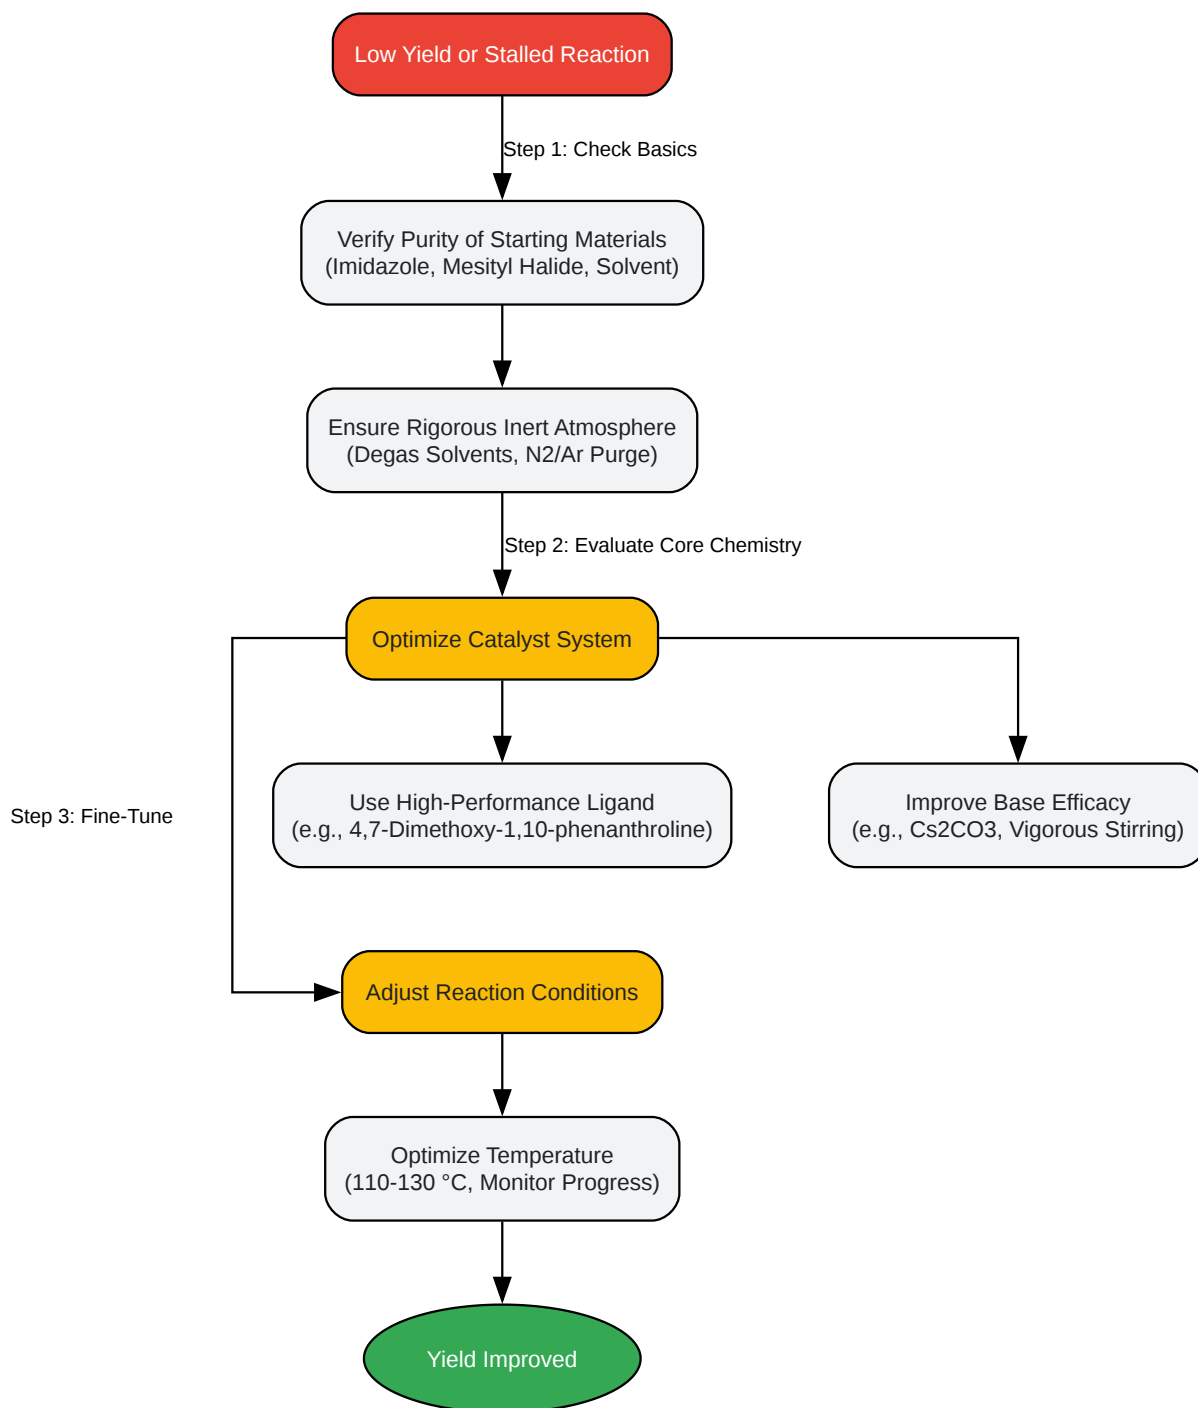 Low Yield or Stalled Reaction
Step 1: Check Basics
Verify Purity of Starting Materials
(Imidazole, Mesityl Halide, Solvent)
Ensure Rigorous Inert Atmosphere
(Degas Solvents, N2/Ar Purge)
Step 2: Evaluate Core Chemistry
Optimize Catalyst System
Use High-Performance Ligand
(e.g., 4,7-Dimethoxy-1,10-phenanthroline)
Improve Base Efficacy
(e.g., Cs2CO3, Vigorous Stirring)
Step 3: Fine-Tune
Adjust Reaction Conditions
Optimize Temperature
(110-130 °C, Monitor Progress)
Yield Improved